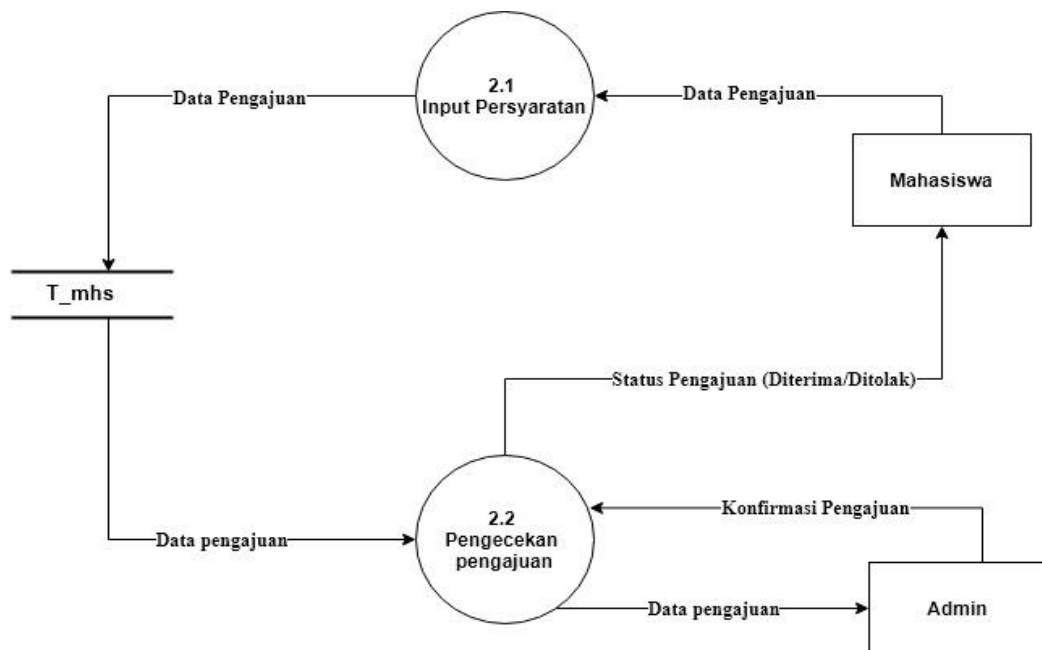 2.1
Input Persyaratan
Data Pengajuan
Data Pengajuan
Mahasiswa
T_mhs
Status Pengajuan (Diterima/Ditolak)
2.2
Pengecekan
pengajuan
Konfirmasi Pengajuan
Data pengajuan
Data pengajuan
Admin